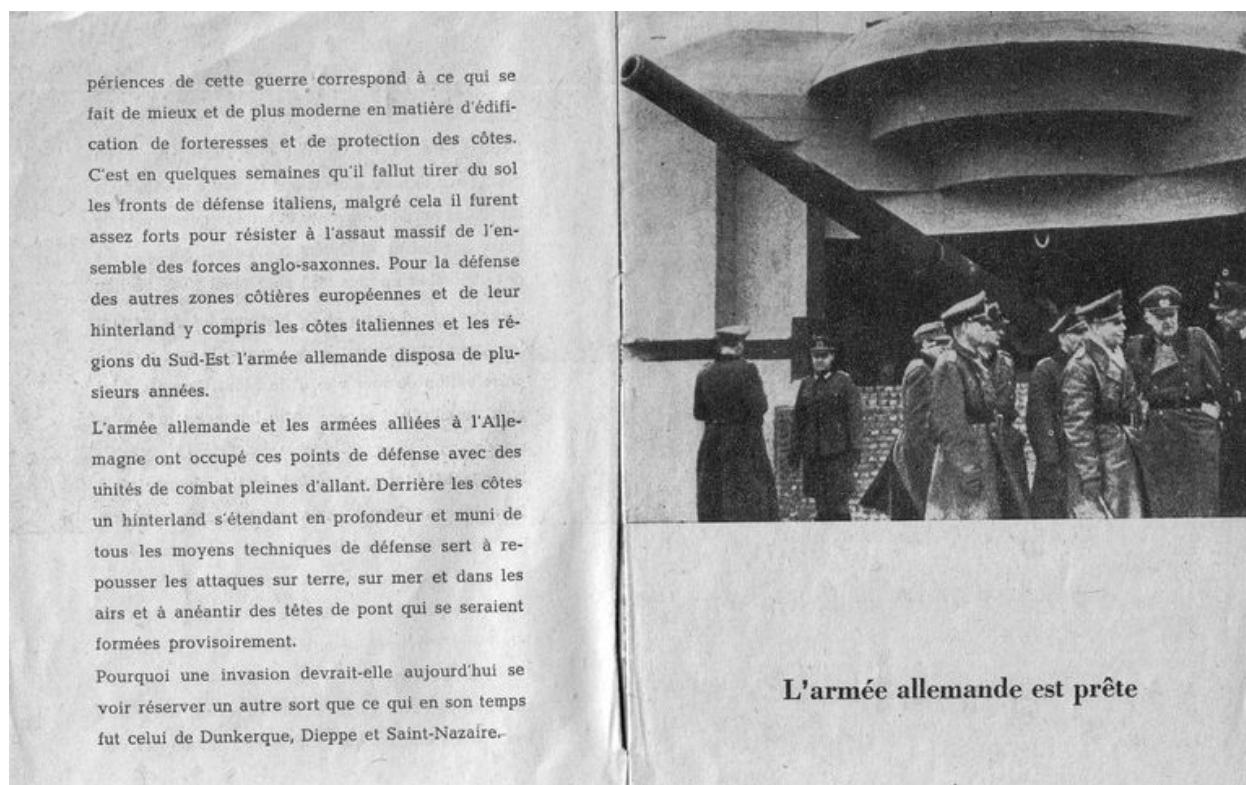 périences de cette guerre correspond à ce qui se
fait de mieux et de plus moderne en matière d'édifi-
cation de forteresses et de protection des côtes.
C'est en quelques semaines qu'il fallut tirer du sol
les fronts de défense italiens, malgré cela il furent
assez forts pour résister à l'assaut massif de l'en-
semble des forces anglo-saxonnes. Pour la défense
des autres zones côtières européennes et de leur
hinterland y compris les côtes italiennes et les ré-
gions du Sud-Est l'armée allemande disposa de plu-
sieurs années.
L'armée allemande et les armées alliées à l'Alle-
magne ont occupé ces points de défense avec des
unités de combat pleines d'allant. Derrière les côtes
un hinterland s'étendant en profondeur et muni de
tous les moyens techniques de défense sert à re-
pousser les attaques sur terre, sur mer et dans les
airs et à anéantir des têtes de pont qui se seraient
formées provisoirement.
Pourquoi une invasion devrait-elle aujourd'hui se
voir réserver un autre sort que ce qui en son temps
fut celui de Dunkerque, Dieppe et Saint-Nazaire.
L'armée allemande est prête